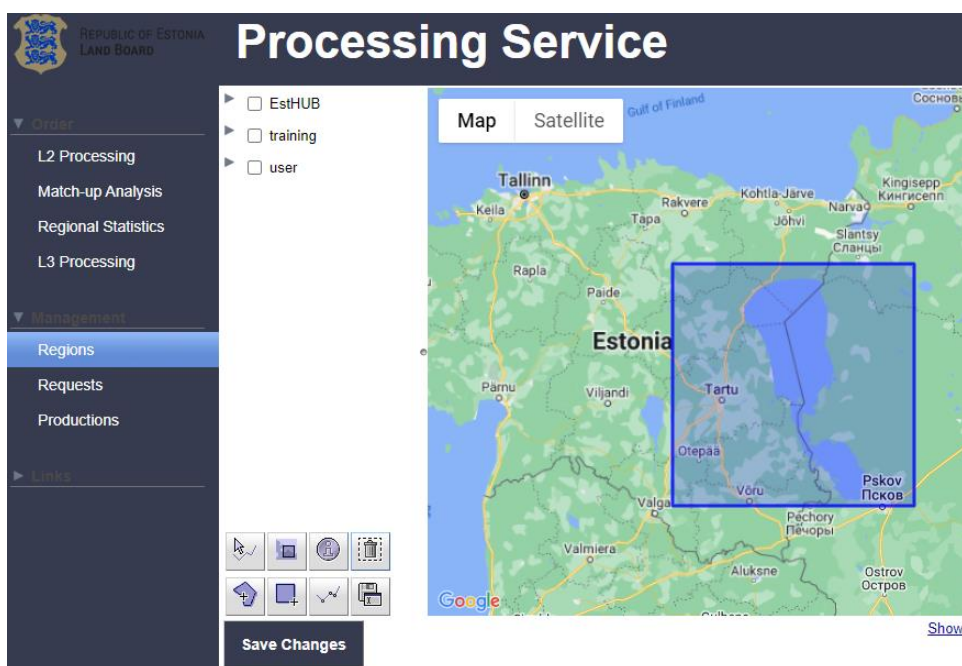 REPUBLIC OF ESTONIA
LAND BOARD
Processing Service
Order
L2 Processing
Match-up Analysis
Regional Statistics
L3 Processing
Management
Regions
Requests
Productions
Links
EstHUB
training
user
Save Changes
Map
Satellite
Gulf of Finland
Tallinn
Keila
Rakvere
Tapa
Kohtla-Järve
Jõhvi
Narva
Kingisepp
Кингисепп
Slantsy
Сланцы
Rapla
Paide
Estonia
Pärnu
Viljandi
Tartu
Otepää
Võru
Valga
Pskov
Псков
Pechory
Печоры
Valmiera
Aluksne
Ostrov
Остров
Google
Show